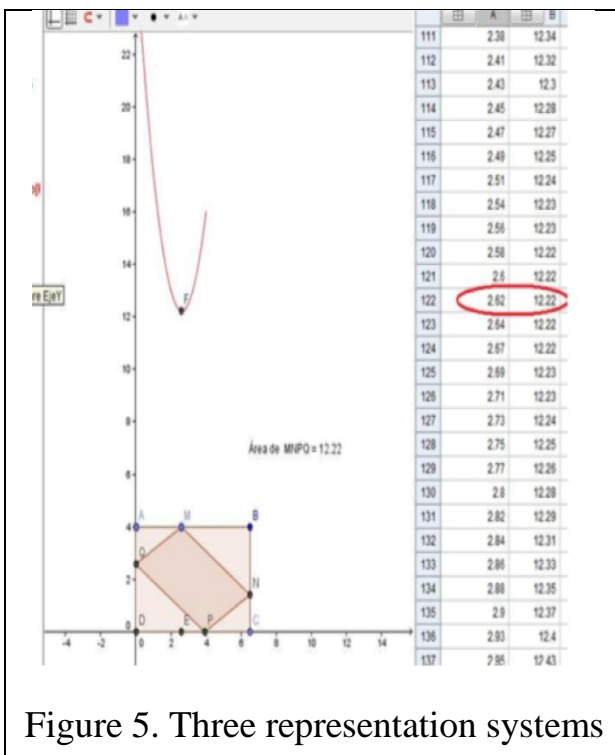 22
20
18
16
14
re EjeY
F
12
10
8
Área de MNPQ = 12.22
6
A M B
4
Q
2
N
0 D E P C
-4 -2 0 2 4 6 8 10 12 14
A B
111 2.38 12.34
112 2.41 12.32
113 2.43 12.3
114 2.45 12.28
115 2.47 12.27
116 2.49 12.25
117 2.51 12.24
118 2.54 12.23
119 2.56 12.23
120 2.58 12.22
121 2.6 12.22
122 2.62 12.22
123 2.64 12.22
124 2.67 12.22
125 2.69 12.23
126 2.71 12.23
127 2.73 12.24
128 2.75 12.25
129 2.77 12.26
130 2.8 12.28
131 2.82 12.29
132 2.84 12.31
133 2.86 12.33
134 2.88 12.35
135 2.9 12.37
136 2.93 12.4
137 2.95 12.43
Figure 5. Three representation systems